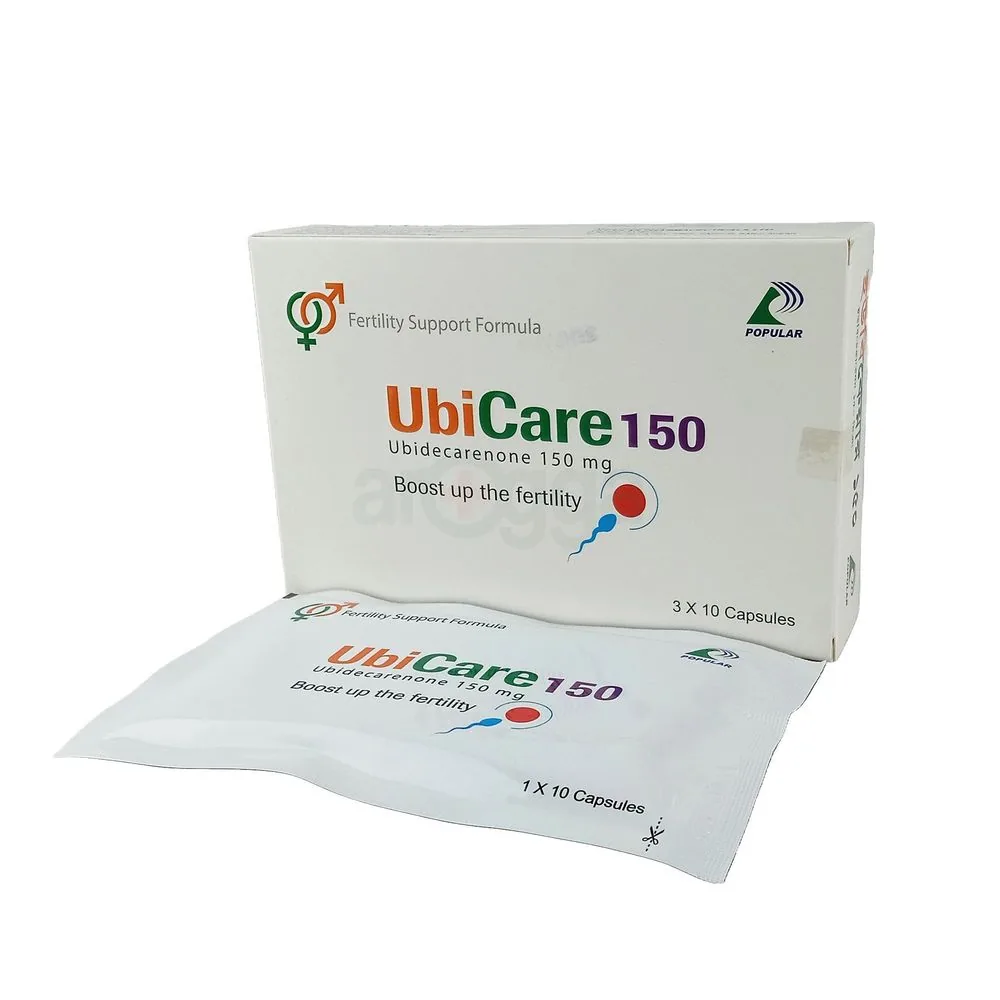 Fertility Support Formula
POPULAR
UbiCare 150
Ubidecarenone 150 mg
Boost up the fertility
3 X 10 Capsules
POPULAR
Fertility Support Formula
POPULAR
UbiCare 150
Ubidecarenone 150 mg
Boost up the fertility
1 X 10 Capsules